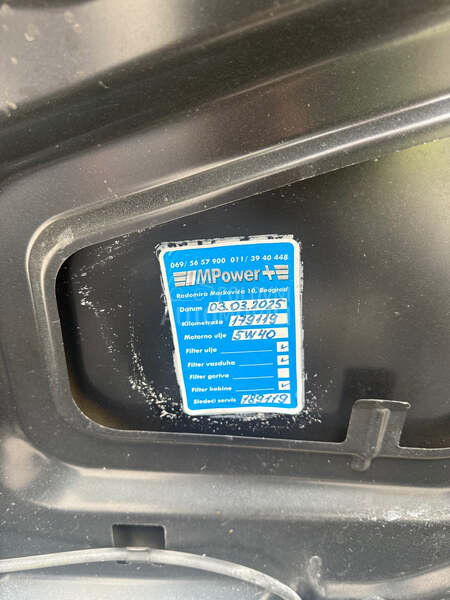 069/ 56 57 900 011/ 39 40 448
MPower+
Radomira Markovića 10, Beograd
Datum 03.03.2025
Kilometraža 179119
Motorno ulje 5W40
Filter ulja
Filter vazduha
Filter goriva
Filter kabine
Sledeći servis 189119